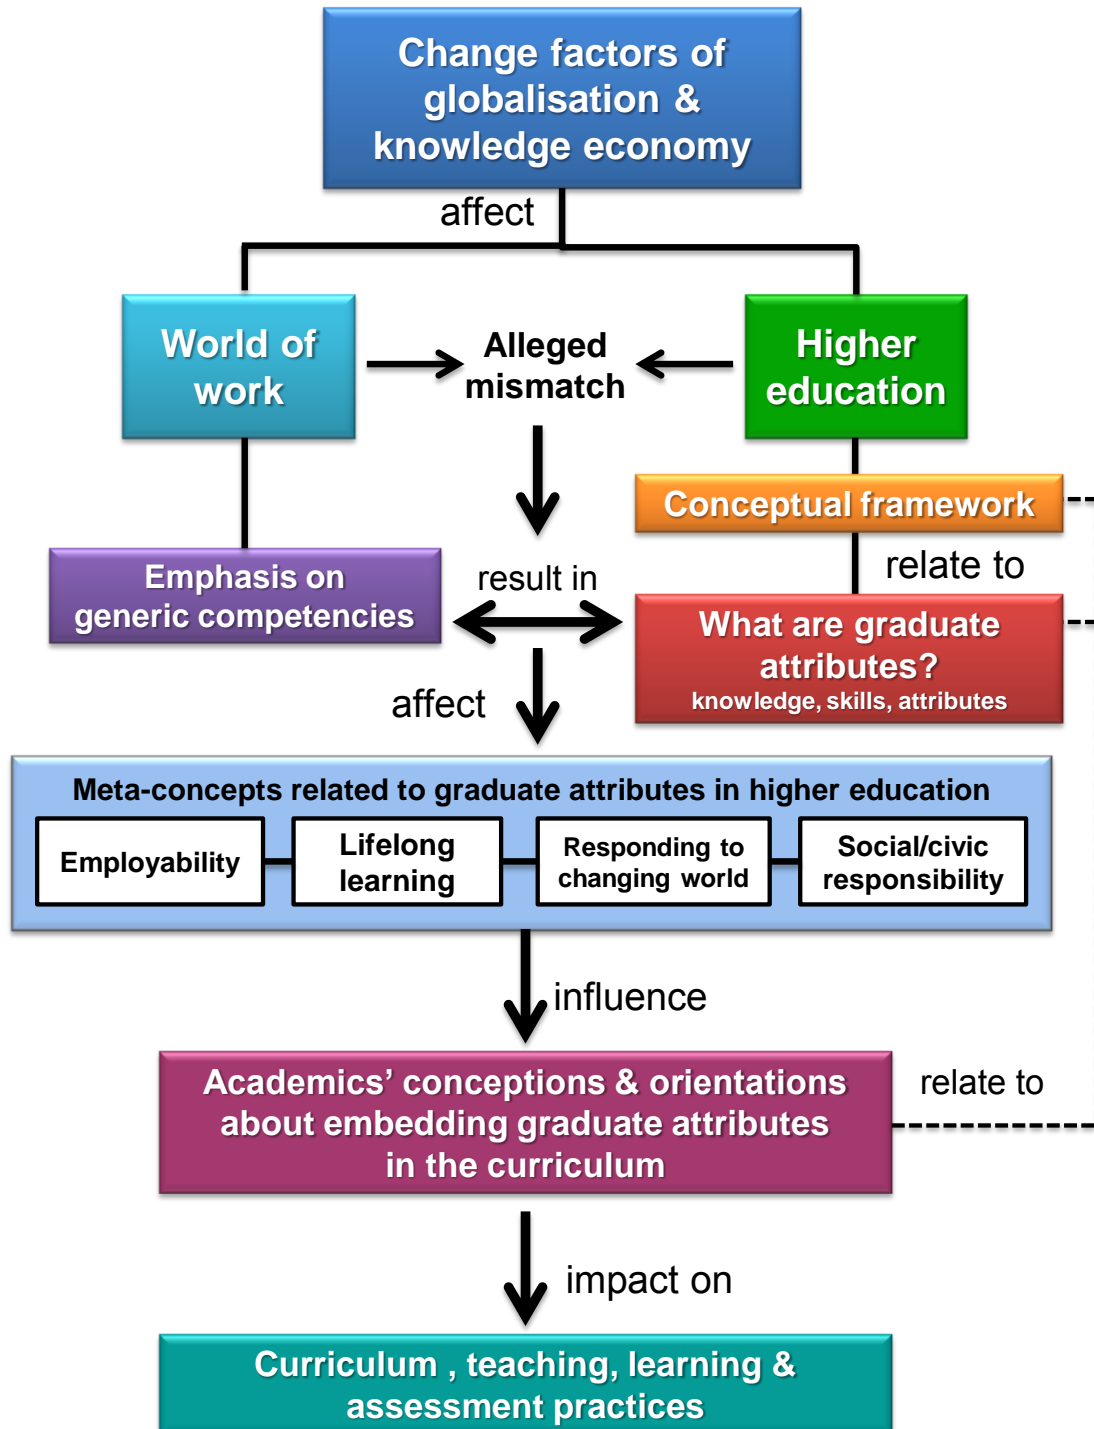 Change factors of
globalisation &
knowledge economy
affect
World of
work
Alleged
mismatch
Higher
education
Conceptual framework
relate to
Emphasis on
generic competencies
result in
What are graduate
attributes?
knowledge, skills, attributes
affect
Meta-concepts related to graduate attributes in higher education
Employability
Lifelong
learning
Responding to
changing world
Social/civic
responsibility
influence
Academics’ conceptions & orientations
about embedding graduate attributes
in the curriculum
relate to
impact on
Curriculum , teaching, learning &
assessment practices